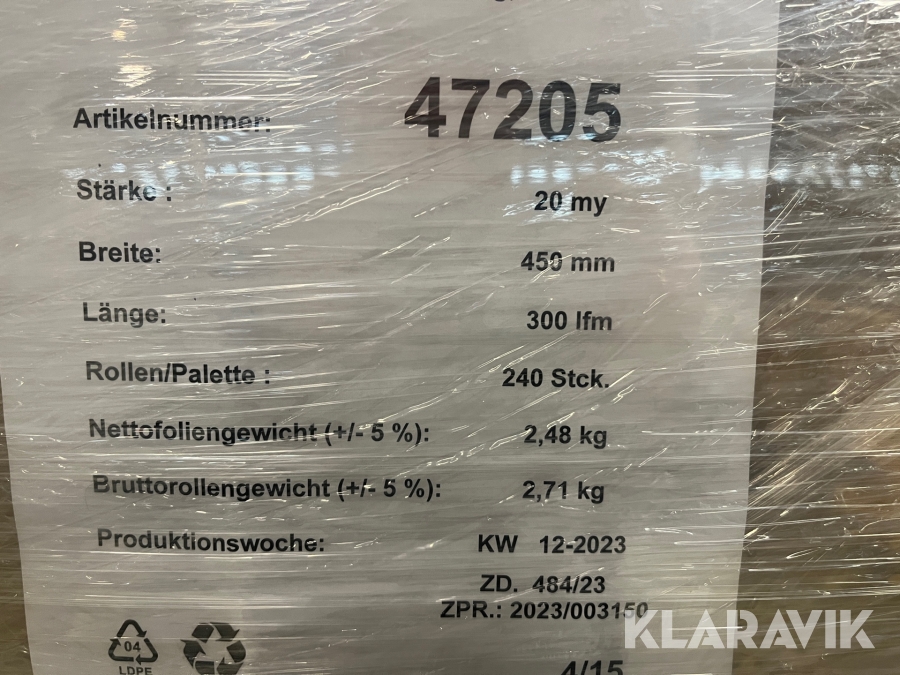 Artikelnummer: 47205
Stärke : 20 my
Breite: 450 mm
Länge: 300 lfm
Rollen/Palette : 240 Stck.
Nettofoliengewicht (+/- 5 %): 2,48 kg
Bruttorollengewicht (+/- 5 %): 2,71 kg
Produktionswoche: KW 12-2023
ZD. 484/23
ZPR.: 2023/003150
04
LDPE
4/15
KLARAVIK